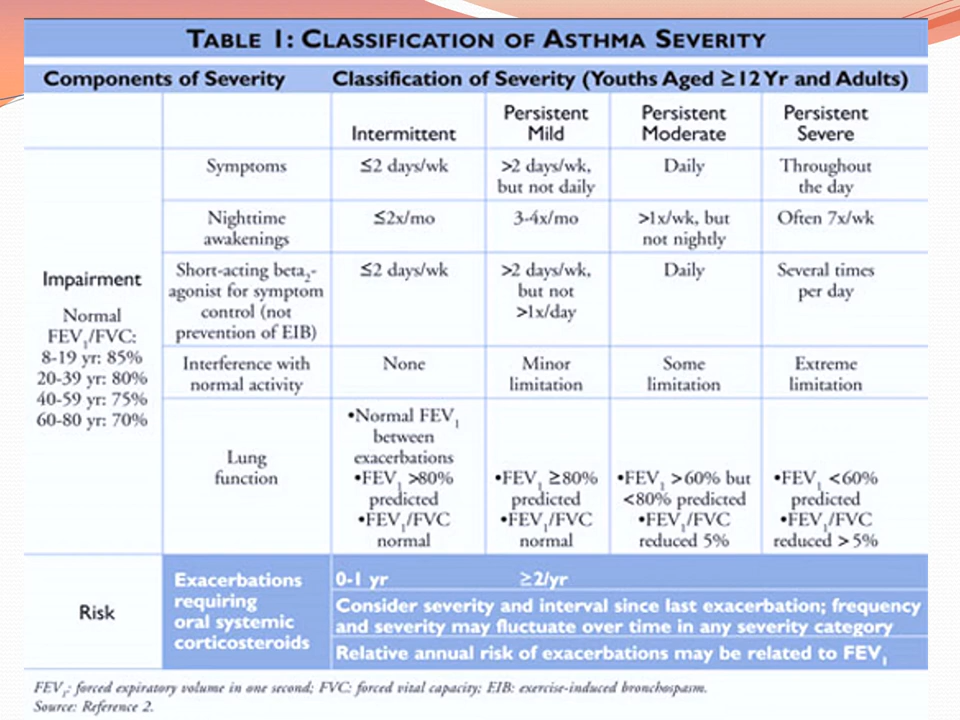 TABLE 1: CLASSIFICATION OF ASTHMA SEVERITY
Components of Severity
Classification of Severity (Youths Aged ≥12 Yr and Adults)
Intermittent
Persistent
Mild
Persistent
Moderate
Persistent
Severe
Impairment
Normal
FEV₁/FVC:
8-19 yr: 85%
20-39 yr: 80%
40-59 yr: 75%
60-80 yr: 70%
Symptoms
≤2 days/wk
>2 days/wk,
but not daily
Daily
Throughout
the day
Nighttime
awakenings
≤2x/mo
3-4x/mo
>1x/wk, but
not nightly
Often 7x/wk
Short-acting beta₂-
agonist for symptom
control (not
prevention of EIB)
≤2 days/wk
>2 days/wk,
but not
>1x/day
Daily
Several times
per day
Interference with
normal activity
None
Minor
limitation
Some
limitation
Extreme
limitation
Lung
function
•Normal FEV₁
between
exacerbations
•FEV₁ >80%
predicted
•FEV₁/FVC
normal
•FEV₁ ≥80%
predicted
•FEV₁/FVC
normal
•FEV₁ >60% but
<80% predicted
•FEV₁/FVC
reduced 5%
•FEV₁ <60%
predicted
•FEV₁/FVC
reduced >5%
Risk
Exacerbations
requiring
oral systemic
corticosteroids
0-1 yr
≥2/yr
Consider severity and interval since last exacerbation; frequency
and severity may fluctuate over time in any severity category
Relative annual risk of exacerbations may be related to FEV₁
FEV₁: forced expiratory volume in one second; FVC: forced vital capacity; EIB: exercise-induced bronchospasm.
Source: Reference 2.